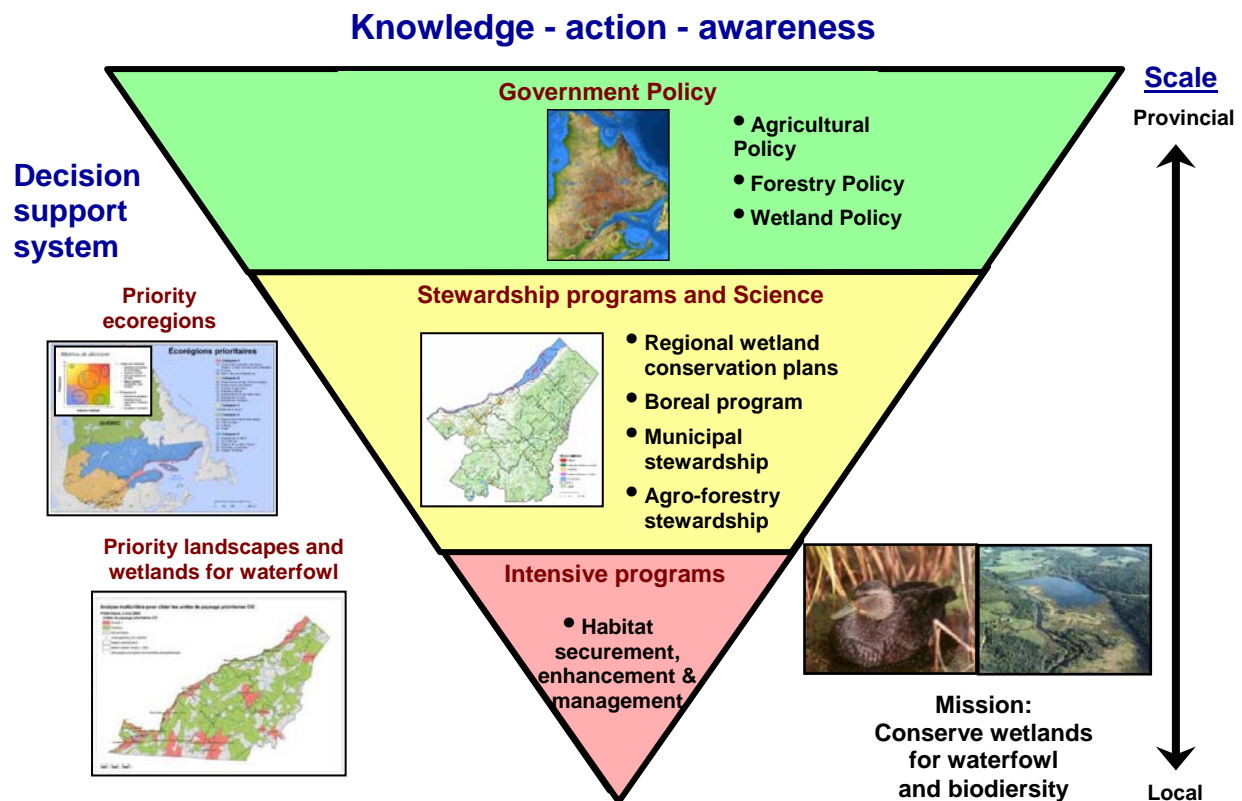 Knowledge - action - awareness
Scale
Provincial
Government Policy
• Agricultural
Policy
• Forestry Policy
• Wetland Policy
Decision
support
system
Priority
ecoregions
Écorégions prioritaires
QUÉBEC
Stewardship programs and Science
• Regional wetland
conservation plans
• Boreal program
• Municipal
stewardship
• Agro-forestry
stewardship
Priority landscapes and
wetlands for waterfowl
Intensive programs
• Habitat
securement,
enhancement &
management
Mission:
Conserve wetlands
for waterfowl
and biodiersity
Local